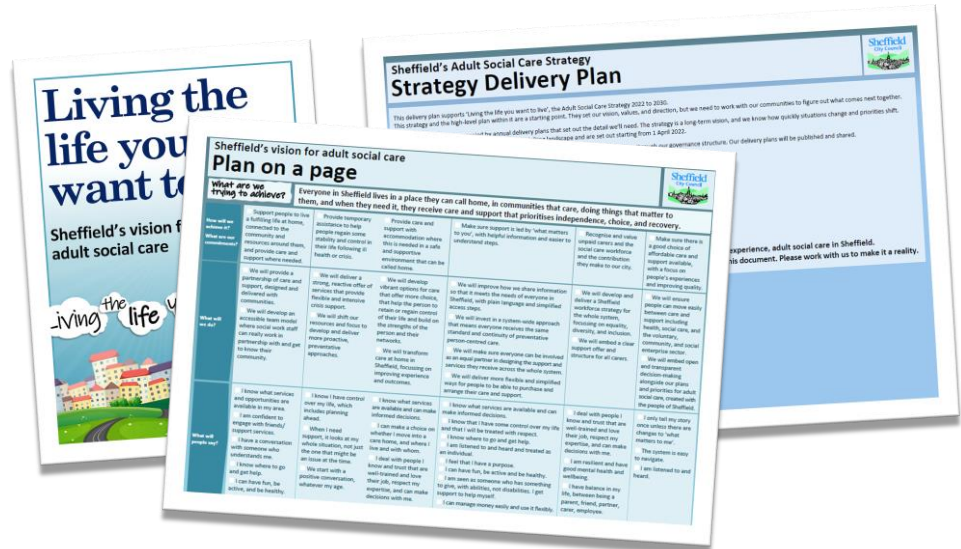 Living the
life you
want to
Sheffield's vision f
adult social care
Living the life y
Sheffield's Adult Social Care Strategy
Strategy Delivery Plan
Sheffield
City Council
This delivery plan supports 'Living the life you want to live', the Adult Social Care Strategy 2022 to 2030.
This strategy and the high-level plan within it are a starting point. They set our vision, values, and direction, but we need to work with our communities to figure out what comes next together.
by annual delivery plans that set out the detail we'll need. The strategy is a long-term vision, and we know how quickly situations change and priorities shift.
landscape and are set out starting from 1 April 2022.
our governance structure. Our delivery plans will be published and shared.
experience, adult social care in Sheffield.
this document. Please work with us to make it a reality.
Sheffield's vision for adult social care
Plan on a page
Sheffield
City Council
What are we
trying to achieve?
Everyone in Sheffield lives in a place they can call home, in communities that care, doing things that matter to
them, and when they need it, they receive care and support that prioritises independence, choice, and recovery.
How will we
achieve it?
What are our
commitments?
Support people to live
a fulfilling life at home,
connected to the
community and
resources around them,
and provide care and
support where needed.
Provide temporary
assistance to help
people regain some
stability and control in
their life following ill
health or crisis.
Provide care and
support with
accommodation where
this is needed in a safe
and supportive
environment that can be
called home.
Make sure support is led by 'what matters
to you', with helpful information and easier to
understand steps.
Recognise and value
unpaid carers and the
social care workforce
and the contribution
they make to our city.
Make sure there is
a good choice of
affordable care and
support available,
with a focus on
people's experiences
and improving quality.
What will
we do?
We will provide a
partnership of care and
support, designed and
delivered with
communities.
We will develop an
accessible team model
where social work staff
can really work in
partnership with and get
to know their
community.
We will deliver a
strong, reactive offer of
services that provide
flexible and intensive
crisis support.
We will shift our
resources and focus to
develop and deliver
more proactive,
preventative
approaches.
We will develop
vibrant options for care
that offer more choice,
that help the person to
retain or regain control
of their life and build on
the strengths of the
person and their
networks.
We will transform
care at home in
Sheffield, focusing on
improving experience
and outcomes.
We will improve how we share information
so that it meets the needs of everyone in
Sheffield, with plain language and simplified
access steps.
We will invest in a system-wide approach
that means everyone receives the same
standard and continuity of preventative
person-centred care.
We will make sure everyone can be involved
as an equal partner in designing the support and
services they receive across the whole system.
We will deliver more flexible and simplified
ways for people to be able to purchase and
arrange their care and support.
We will develop and
deliver a Sheffield
workforce strategy for
the whole system,
focusing on equality,
diversity, and inclusion.
We will embed a clear
support offer and
structure for all carers.
We will ensure
people can move easily
between care and
support including
health, social care, and
the voluntary,
community, and social
enterprise sector.
We will embed open
and transparent
decision-making
alongside our plans
and priorities for adult
social care, created with
the people of Sheffield.
What will
people say?
I know what services
and opportunities are
available in my area.
I am confident to
engage with friends/
support services.
I have a conversation
with someone who
understands me.
I know where to go
and get help.
I can have fun, be
active, and be healthy.
I know I have control
over my life, which
includes planning
ahead.
When I need
support, it looks at my
whole situation, not just
the one that might be
an issue at the time.
We start with a
positive conversation,
whatever my age.
I know what services
are available and can make
informed decisions.
I can make a choice on
whether I move into a
care home, and where I
live and with whom.
I deal with people I
know and trust that are
well-trained and love
their job, respect my
expertise, and can make
decisions with me.
I know what services are available and can
make informed decisions.
I know that I have some control over my life
and that I will be treated with respect.
I know where to go and get help.
I am listened to and heard and treated as
an individual.
I feel that I have a purpose.
I can have fun, be active and be healthy.
I am seen as someone who has something
to give, with abilities, not disabilities. I get
support to help myself.
I can manage money easily and use it flexibly.
I deal with people I
know and trust that are
well-trained and love
their job, respect my
expertise, and can make
decisions with me.
I am resilient and have
good mental health and
wellbeing.
I have balance in my
life, between being a
parent, friend, partner,
carer, employee.
I only tell my story
once unless there are
changes to 'what
matters to me'.
The system is easy
to navigate.
I am listened to and
heard.